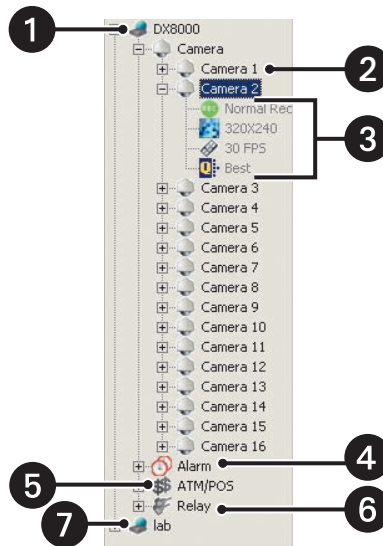 1 DX8000
Camera
Camera 1 2
Camera 2
Normal Rec
320X240
30 FPS
Best
3
Camera 3
Camera 4
Camera 5
Camera 6
Camera 7
Camera 8
Camera 9
Camera 10
Camera 11
Camera 12
Camera 13
Camera 14
Camera 15
Camera 16
Alarm 4
5 $$ ATM/POS
Relay 6
7 lab